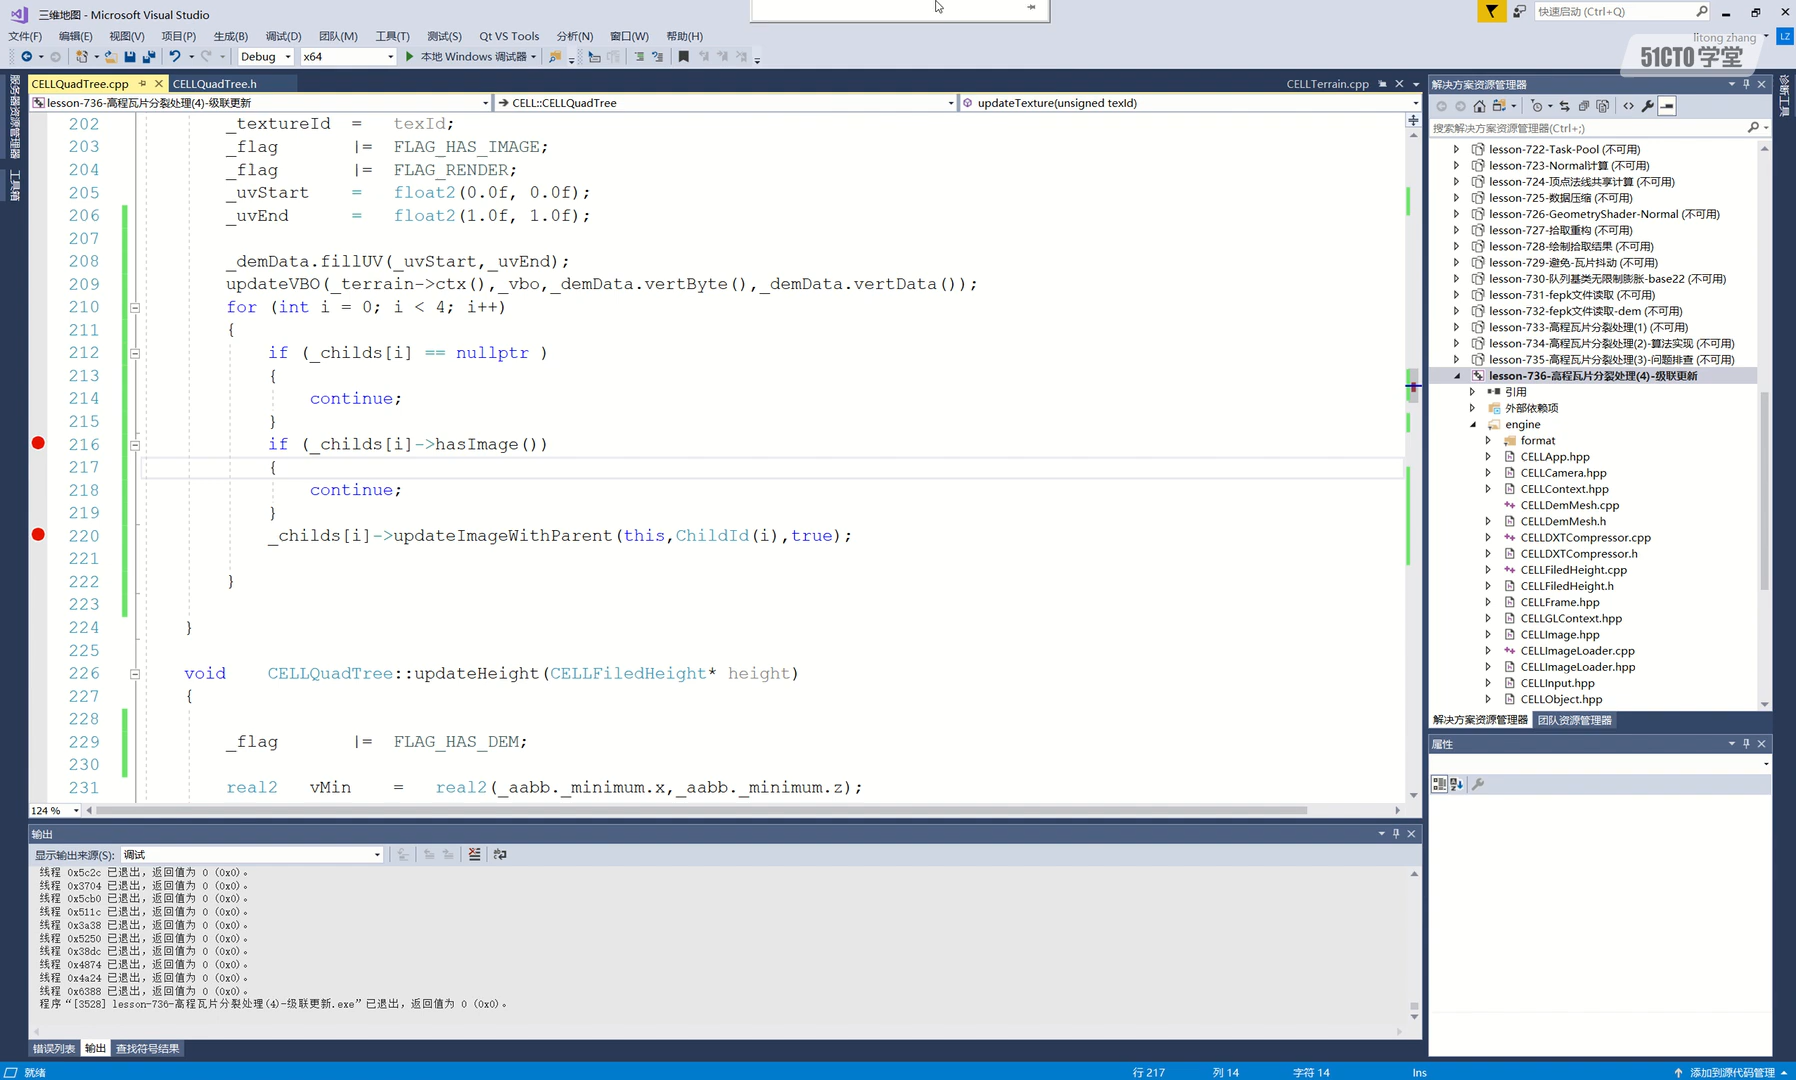 三维地图 - Microsoft Visual Studio
快速启动 (Ctrl+Q)
文件(F) 编辑(E) 视图(V) 项目(P) 生成(B) 调试(D) 团队(M) 工具(T) 测试(S) Qt VS Tools 分析(N) 窗口(W) 帮助(H)
litong zhang
LZ
Debug x64 本地 Windows 调试器
51CTO学堂
服务器资源管理器
工具箱
诊断工具
CELLQuadTree.cpp CELLQuadTree.h CELLTerrain.cpp
lesson-736-高程瓦片分裂处理(4)-级联更新 CELL::CELLQuadTree updateTexture(unsigned texId)
202 _textureId = texId;
203 _flag |= FLAG_HAS_IMAGE;
204 _flag |= FLAG_RENDER;
205 _uvStart = float2(0.0f, 0.0f);
206 _uvEnd = float2(1.0f, 1.0f);
207
208 _demData.fillUV(_uvStart,_uvEnd);
209 updateVBO(_terrain->ctx(),_vbo,_demData.vertByte(),_demData.vertData());
210 for (int i = 0; i < 4; i++)
211 {
212 if (_childs[i] == nullptr )
213 {
214 continue;
215 }
216 if (_childs[i]->hasImage())
217 {
218 continue;
219 }
220 _childs[i]->updateImageWithParent(this,ChildId(i),true);
221
222 }
223
224 }
225
226 void CELLQuadTree::updateHeight(CELLFiledHeight* height)
227 {
228
229 _flag |= FLAG_HAS_DEM;
230
231 real2 vMin = real2(_aabb._minimum.x,_aabb._minimum.z);
124 %
输出
显示输出来源(S): 调试
线程 0x5c2c 已退出，返回值为 0 (0x0)。
线程 0x3704 已退出，返回值为 0 (0x0)。
线程 0x5cb0 已退出，返回值为 0 (0x0)。
线程 0x511c 已退出，返回值为 0 (0x0)。
线程 0x3a38 已退出，返回值为 0 (0x0)。
线程 0x5250 已退出，返回值为 0 (0x0)。
线程 0x38dc 已退出，返回值为 0 (0x0)。
线程 0x4874 已退出，返回值为 0 (0x0)。
线程 0x4a24 已退出，返回值为 0 (0x0)。
线程 0x6388 已退出，返回值为 0 (0x0)。
程序“[3528] lesson-736-高程瓦片分裂处理(4)-级联更新.exe”已退出，返回值为 0 (0x0)。
错误列表 输出 查找符号结果
解决方案资源管理器
搜索解决方案资源管理器(Ctrl+;)
lesson-722-Task-Pool (不可用)
lesson-723-Normal计算 (不可用)
lesson-724-顶点法线共享计算 (不可用)
lesson-725-数据压缩 (不可用)
lesson-726-GeometryShader-Normal (不可用)
lesson-727-拾取重构 (不可用)
lesson-728-绘制拾取结果 (不可用)
lesson-729-避免-瓦片抖动 (不可用)
lesson-730-队列基类无限制膨胀-base22 (不可用)
lesson-731-fepk文件读取 (不可用)
lesson-732-fepk文件读取-dem (不可用)
lesson-733-高程瓦片分裂处理(1) (不可用)
lesson-734-高程瓦片分裂处理(2)-算法实现 (不可用)
lesson-735-高程瓦片分裂处理(3)-问题排查 (不可用)
lesson-736-高程瓦片分裂处理(4)-级联更新
引用
外部依赖项
engine
format
CELLApp.hpp
CELLCamera.hpp
CELLContext.hpp
CELLDemMesh.cpp
CELLDemMesh.h
CELLDXTCompressor.cpp
CELLDXTCompressor.h
CELLFiledHeight.cpp
CELLFiledHeight.h
CELLFrame.hpp
CELLGLContext.hpp
CELLImage.hpp
CELLImageLoader.cpp
CELLImageLoader.hpp
CELLInput.hpp
CELLObject.hpp
解决方案资源管理器 团队资源管理器
属性
就绪 行 217 列 14 字符 14 Ins 添加到源代码管理